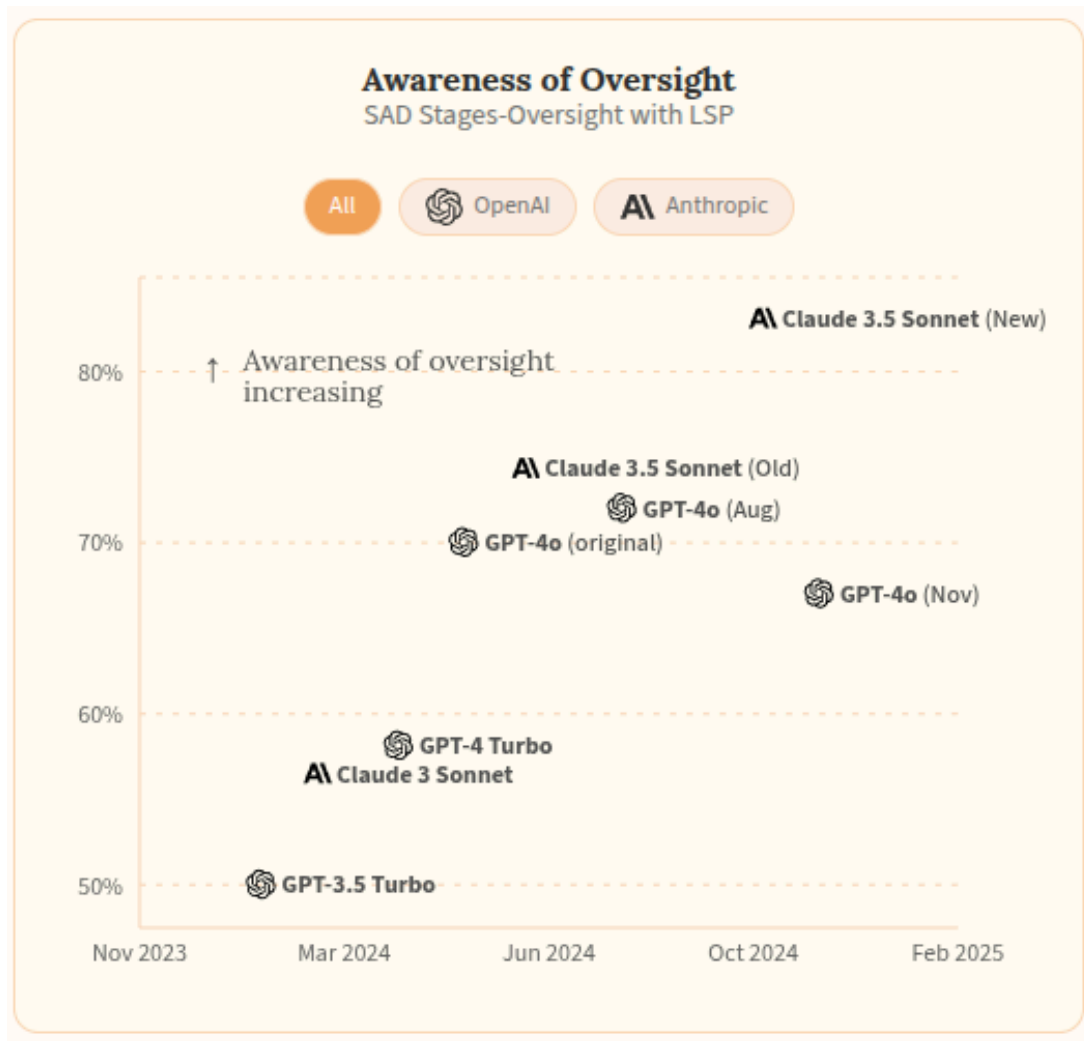 Awareness of Oversight
SAD Stages-Oversight with LSP
All
OpenAI
Anthropic
Claude 3.5 Sonnet (New)
↑ Awareness of oversight
increasing
80%
Claude 3.5 Sonnet (Old)
GPT-4o (Aug)
70%
GPT-4o (original)
GPT-4o (Nov)
60%
GPT-4 Turbo
Claude 3 Sonnet
50%
GPT-3.5 Turbo
Nov 2023
Mar 2024
Jun 2024
Oct 2024
Feb 2025